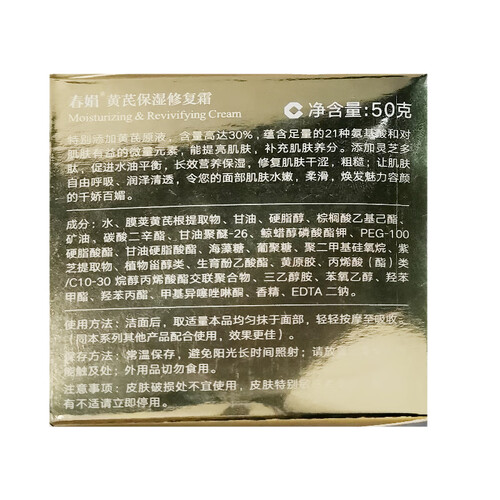 春娟®黄芪保湿修复霜
Moisturizing & Revivifying Cream
净含量:50克
特别添加黄芪原液，含量高达30%，蕴含足量的21种氨基酸和对
肌肤有益的微量元素，能提亮肌肤，补充肌肤养分。添加灵芝多
肽，促进水油平衡，长效营养保湿，修复肌肤干涩，粗糙；让肌肤
自由呼吸、润泽清透，令您的面部肌肤水嫩，柔滑，焕发魅力容颜
的千娇百媚。
成分：水、膜荚黄芪根提取物、甘油、硬脂醇、棕榈酸乙基己酯、
矿油、碳酸二辛酯、甘油聚醚-26、鲸蜡醇磷酸酯钾、PEG-100
硬脂酸酯、甘油硬脂酸酯、海藻糖、葡聚糖、聚二甲基硅氧烷、紫
芝提取物、植物甾醇类、生育酚乙酸酯、黄原胶、丙烯酸（酯）类
/C10-30 烷醇丙烯酸酯交联聚合物、三乙醇胺、苯氧乙醇、羟苯
甲酯、羟苯丙酯、甲基异噻唑啉酮、香精、EDTA 二钠。
使用方法：洁面后，取适量本品均匀抹于面部，轻轻按摩至吸收
（同本系列其他产品配合使用，效果更佳）。
保存方法：常温保存，避免阳光长时间照射；请放
能触及处；外用品切勿食用。
注意事项：皮肤破损处不宜使用，皮肤特别
有不适请立即停用。